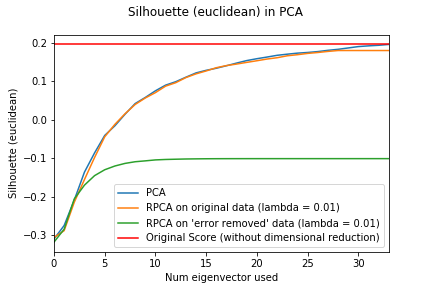 Silhouette (euclidean) in PCA
Silhouette (euclidean)
0.2
0.1
0.0
−0.1
−0.2
−0.3
PCA
RPCA on original data (lambda = 0.01)
RPCA on 'error removed' data (lambda = 0.01)
Original Score (without dimensional reduction)
0 5 10 15 20 25 30
Num eigenvector used